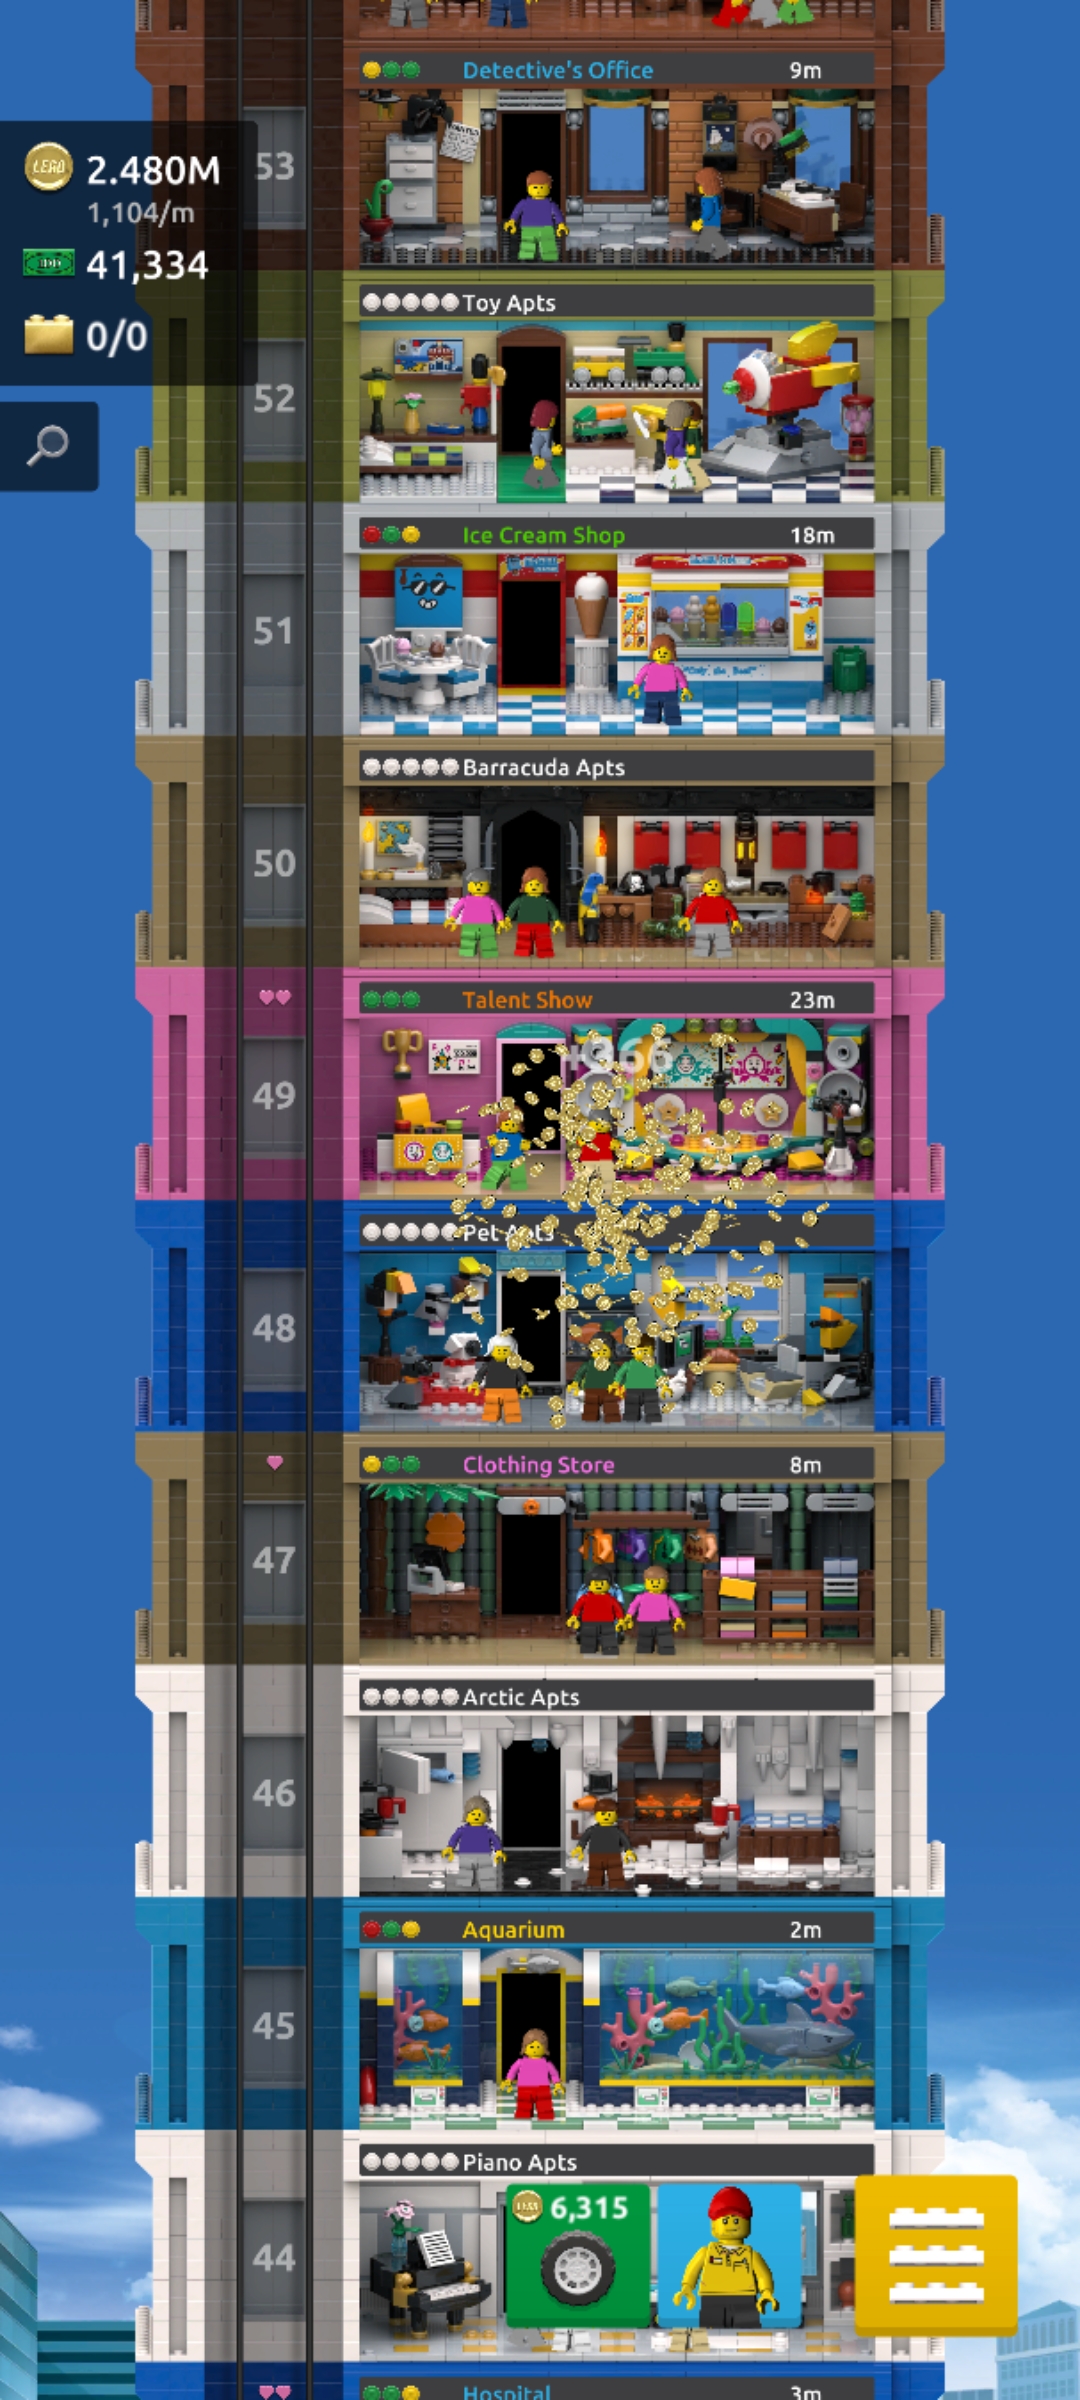 Detective's Office 9m
53
LEGO 2.480M
1,104/m
41,334
0/0
Toy Apts
52
Ice Cream Shop 18m
51
Barracuda Apts
50
Talent Show 23m
+366
49
Pet Apts
48
Clothing Store 8m
47
Arctic Apts
46
Aquarium 2m
45
Piano Apts
6,315
44
Hospital 3m